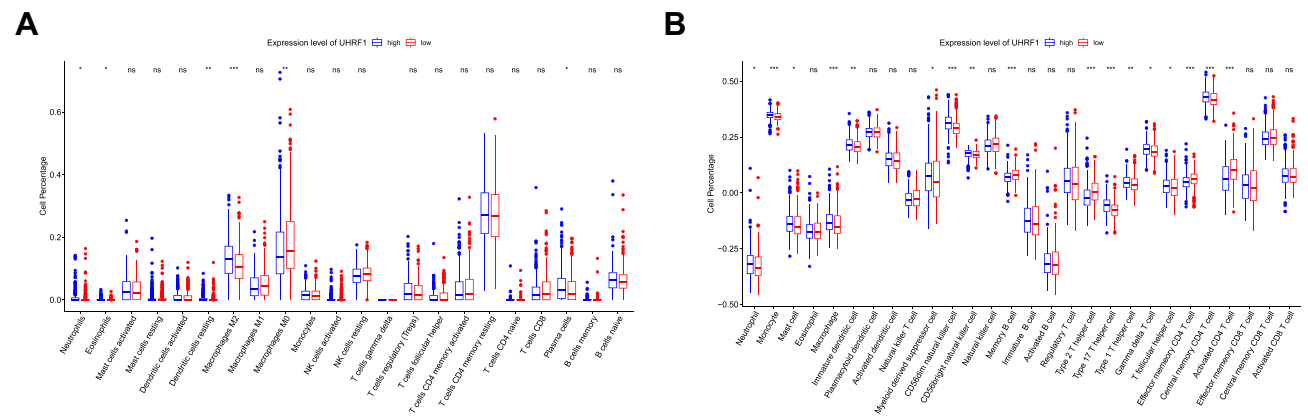 A
Expression level of UHRF1 high low
* * ns ns ns ** *** ns ** ns ns ns ns ns ns ns ns ns ns * ns ns
Cell Percentage
0.6
0.4
0.2
0.0
Neutrophils
Eosinophils
Mast cells activated
Mast cells resting
Dendritic cells activated
Dendritic cells resting
Macrophages M2
Macrophages M1
Macrophages M0
Monocytes
NK cells activated
NK cells resting
T cells gamma delta
T cells regulatory (Tregs)
T cells follicular helper
T cells CD4 memory activated
T cells CD4 memory resting
T cells CD4 naive
T cells CD8
Plasma cells
B cells memory
B cells naive
B
Expression level of UHRF1 high low
* *** * ns *** ** ns ns ns * *** ** ns *** ns ns ns *** *** ** * * *** *** *** ns ns ns
Cell Percentage
0.50
0.25
0.00
−0.25
−0.50
Neutrophil
Monocyte
Mast cell
Eosinophil
Macrophage
Immature dendritic cell
Plasmacytoid dendritic cell
Activated dendritic cell
Natural killer T cell
Myeloid derived suppressor cell
CD56dim natural killer cell
CD56bright natural killer cell
Natural killer cell
Memory B cell
Immature B cell
Activated B cell
Regulatory T cell
Type 2 T helper cell
Type 17 T helper cell
Type 1 T helper cell
Gamma delta T cell
T follicular helper cell
Effector memeory CD4 T cell
Central memory CD4 T cell
Activated CD4 T cell
Effector memeory CD8 T cell
Central memory CD8 T cell
Activated CD8 T cell